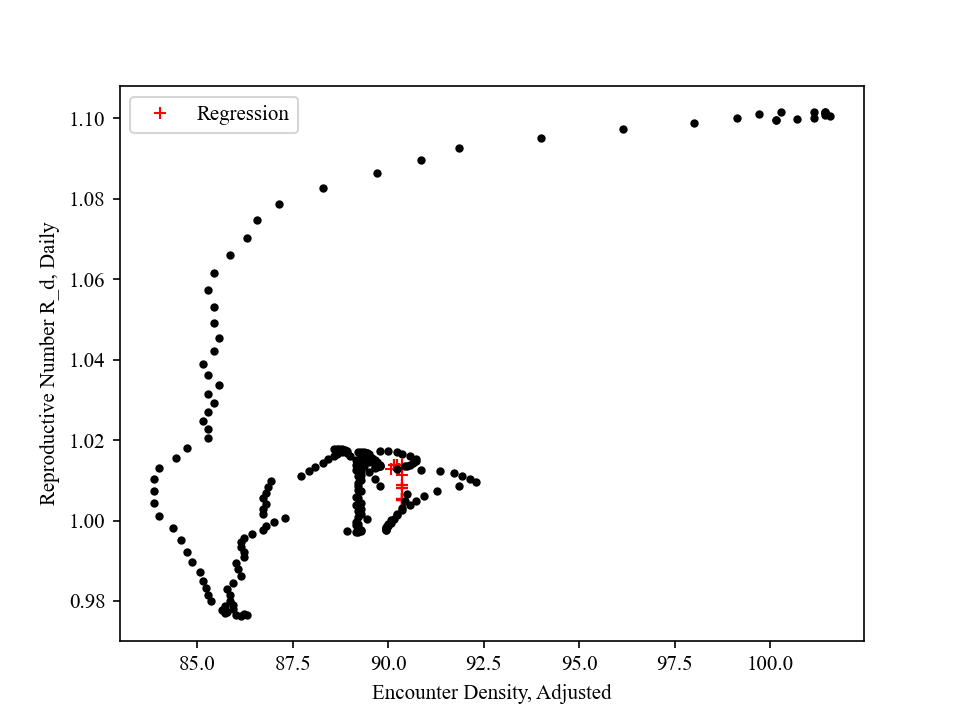 Regression
1.10
1.08
1.06
1.04
1.02
1.00
0.98
Reproductive Number R_d, Daily
85.0 87.5 90.0 92.5 95.0 97.5 100.0
Encounter Density, Adjusted